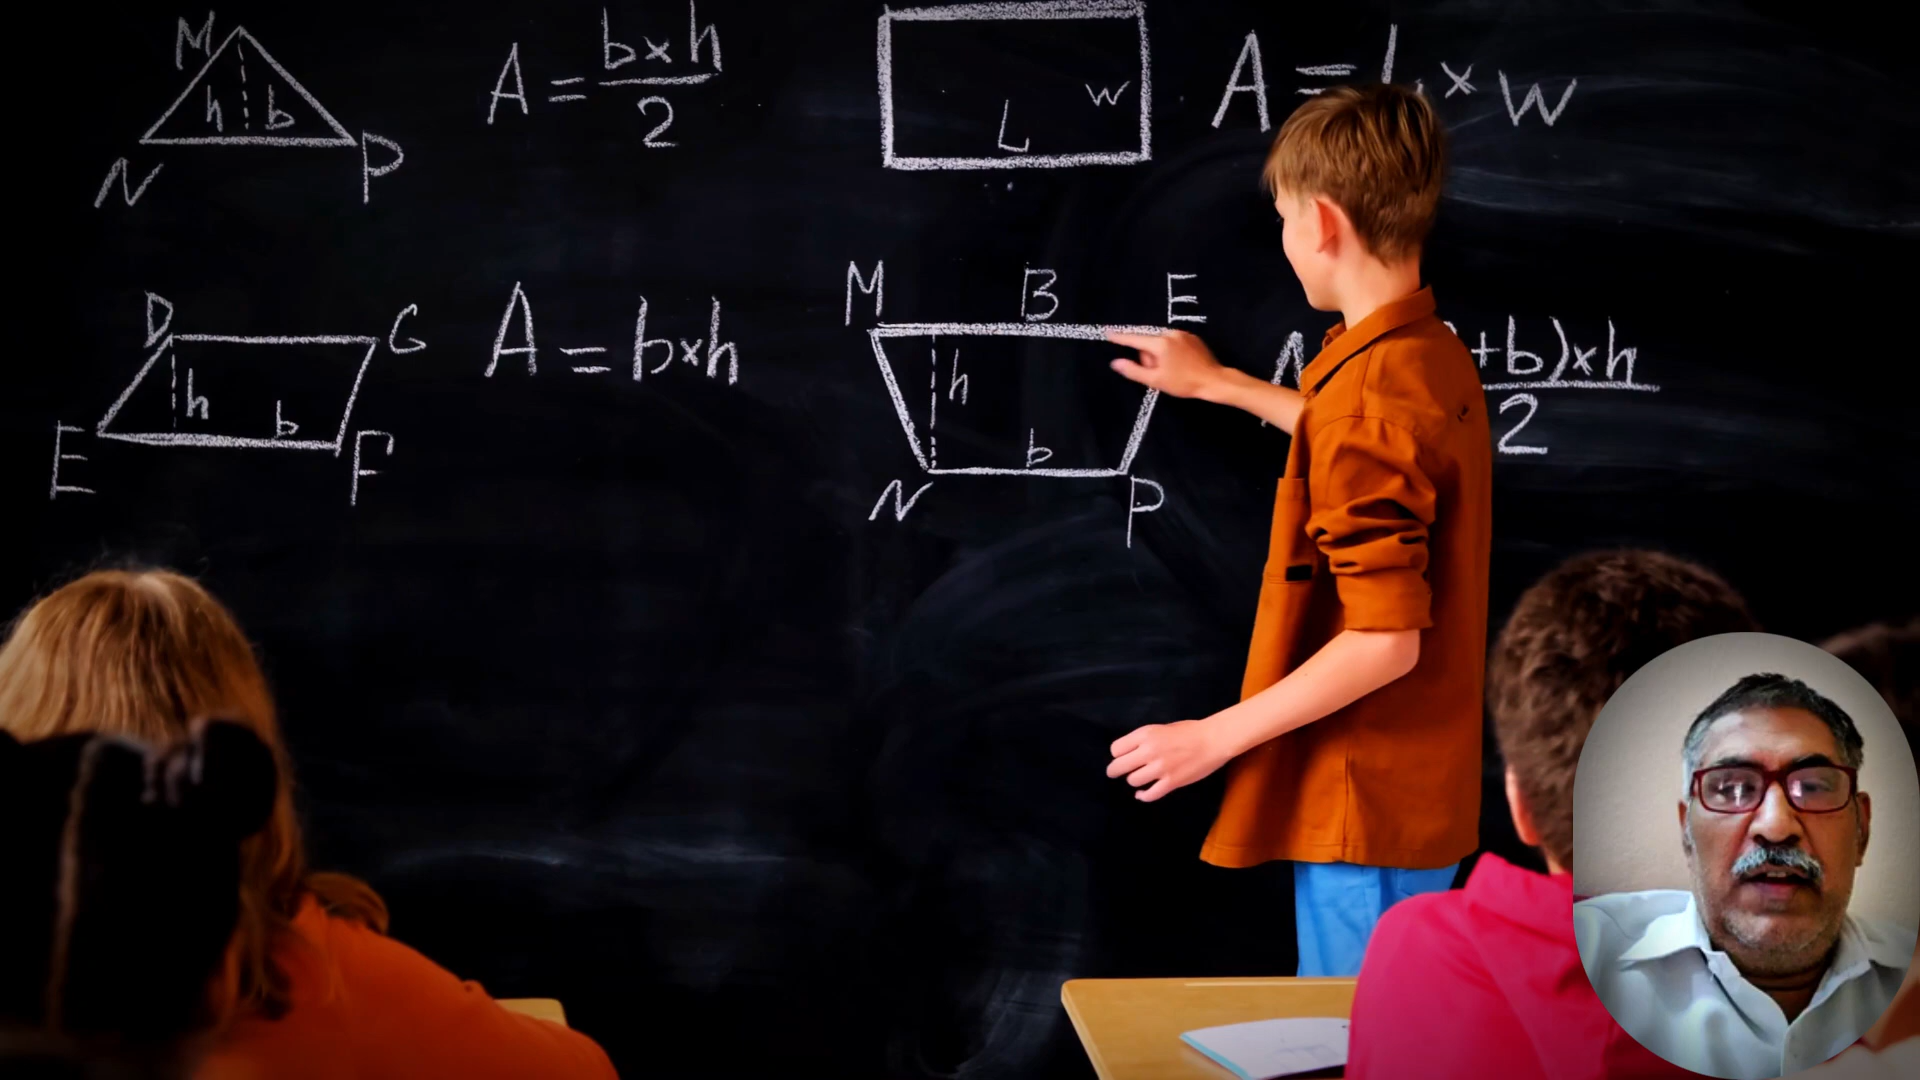 M
h b
N P
A = b×h
2
L
W
A = L × W
D G
h b
E F
A = b×h
M B E
h
b
N P
+b)×h
2